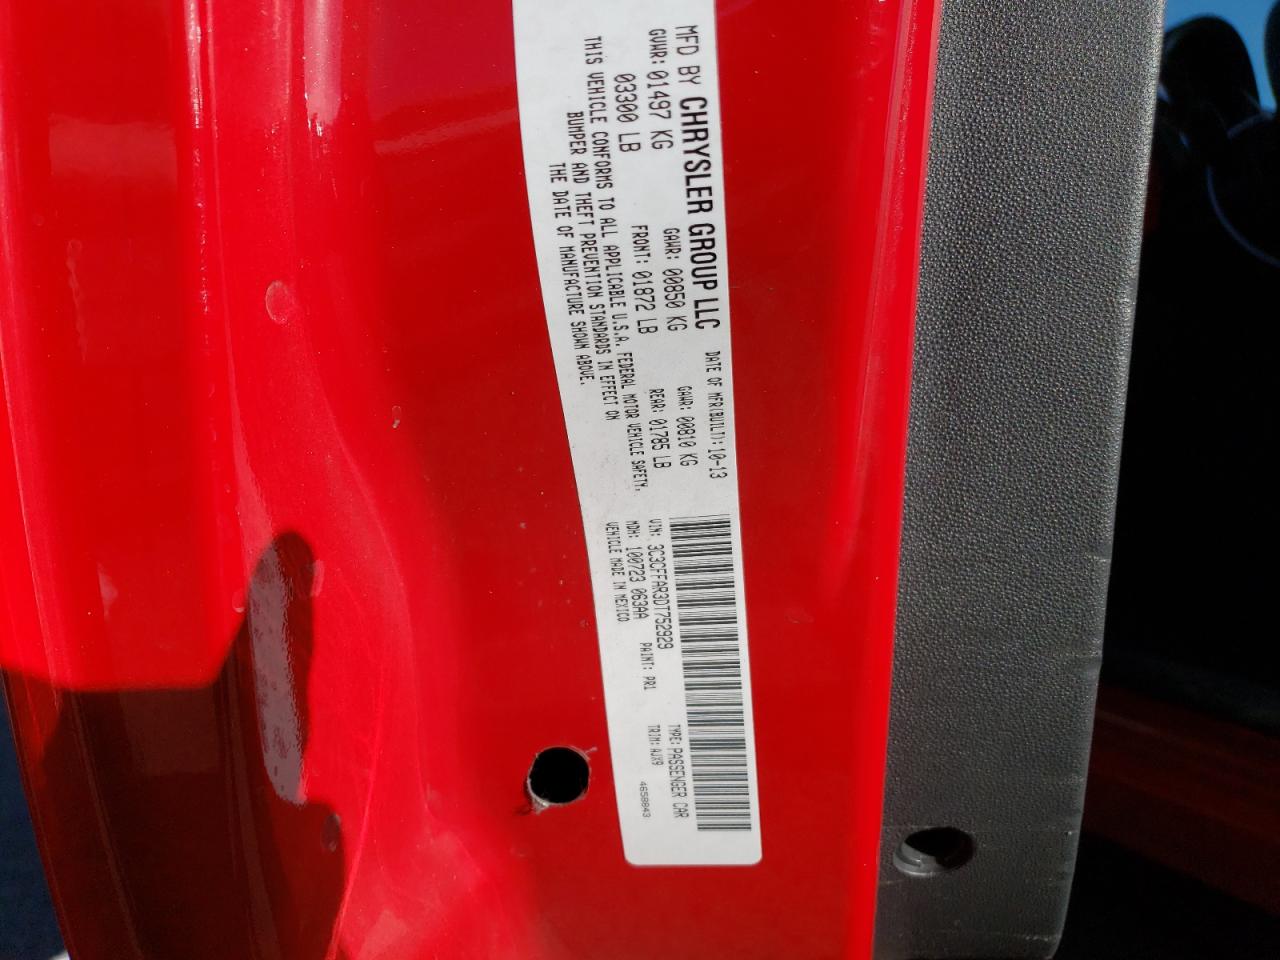 MFD BY CHRYSLER GROUP LLC DATE OF MFR(BUILT): 10-13
GVWR: 01497 KG GAWR: 00850 KG GAWR: 00810 KG
03300 LB FRONT: 01872 LB REAR: 01785 LB
THIS VEHICLE CONFORMS TO ALL APPLICABLE U.S.A. FEDERAL MOTOR VEHICLE SAFETY,
BUMPER AND THEFT PREVENTION STANDARDS IN EFFECT ON
THE DATE OF MANUFACTURE SHOWN ABOVE.
VIN: 3C3CFFAR3DT752929 TYPE: PASSENGER CAR
MDH: 100723 063AA PAINT: PR1 TRIM: AJX9
VEHICLE MADE IN MEXICO 4658843